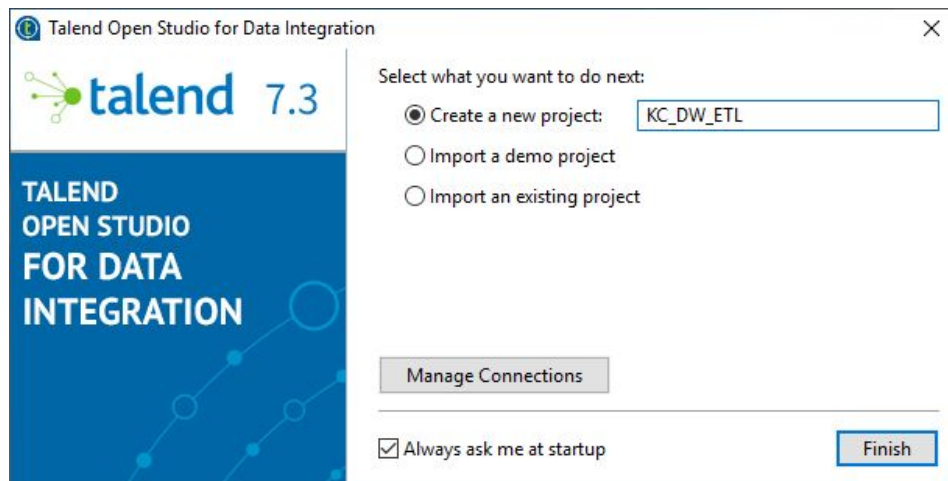 Talend Open Studio for Data Integration
talend 7.3
TALEND
OPEN STUDIO
FOR DATA
INTEGRATION
Select what you want to do next:
Create a new project: KC_DW_ETL
Import a demo project
Import an existing project
Manage Connections
Always ask me at startup
Finish